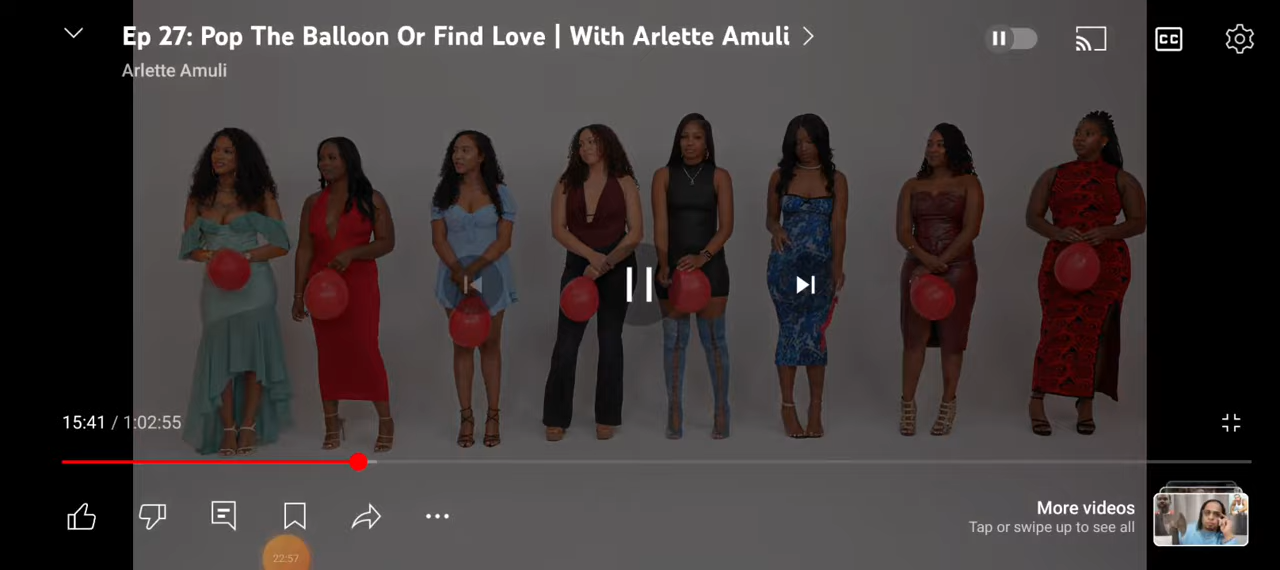 Ep 27: Pop The Balloon Or Find Love | With Arlette Amuli
CC
Arlette Amuli
15:41 / 1:02:55
More videos
Tap or swipe up to see all
22:57